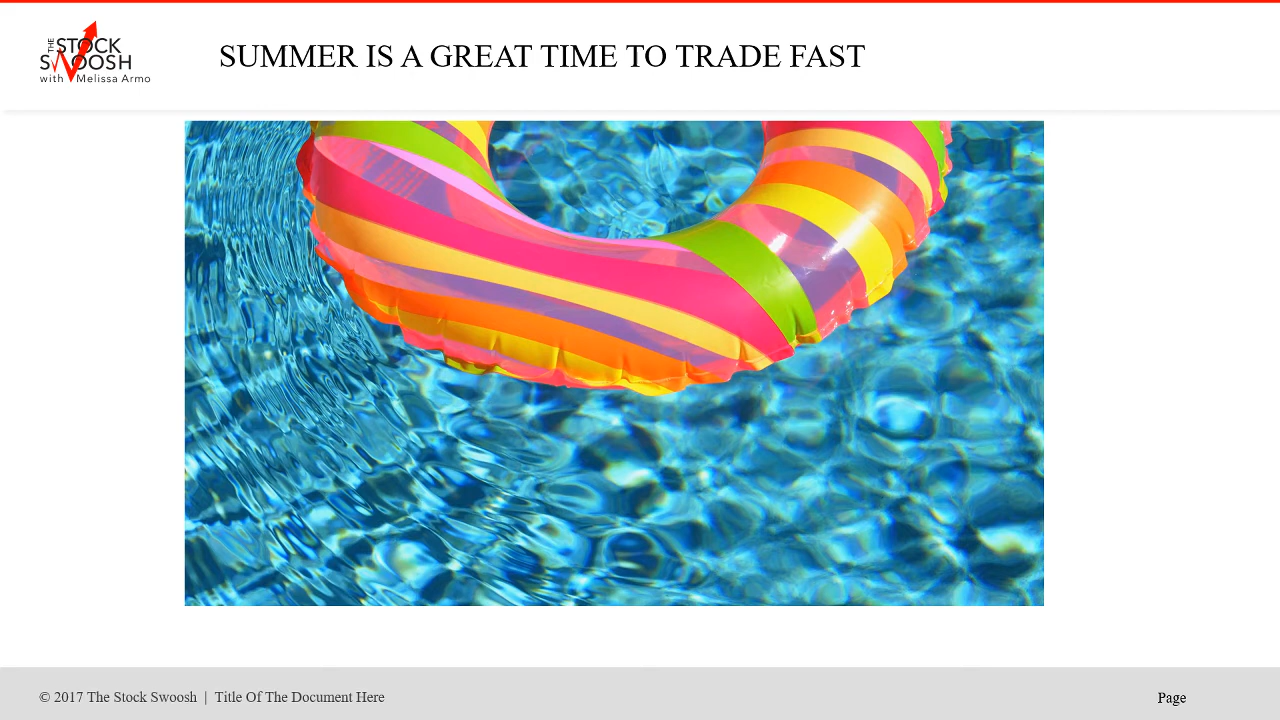 THE
STOCK
SWOOSH
with Melissa Armo
SUMMER IS A GREAT TIME TO TRADE FAST
© 2017 The Stock Swoosh | Title Of The Document Here
Page